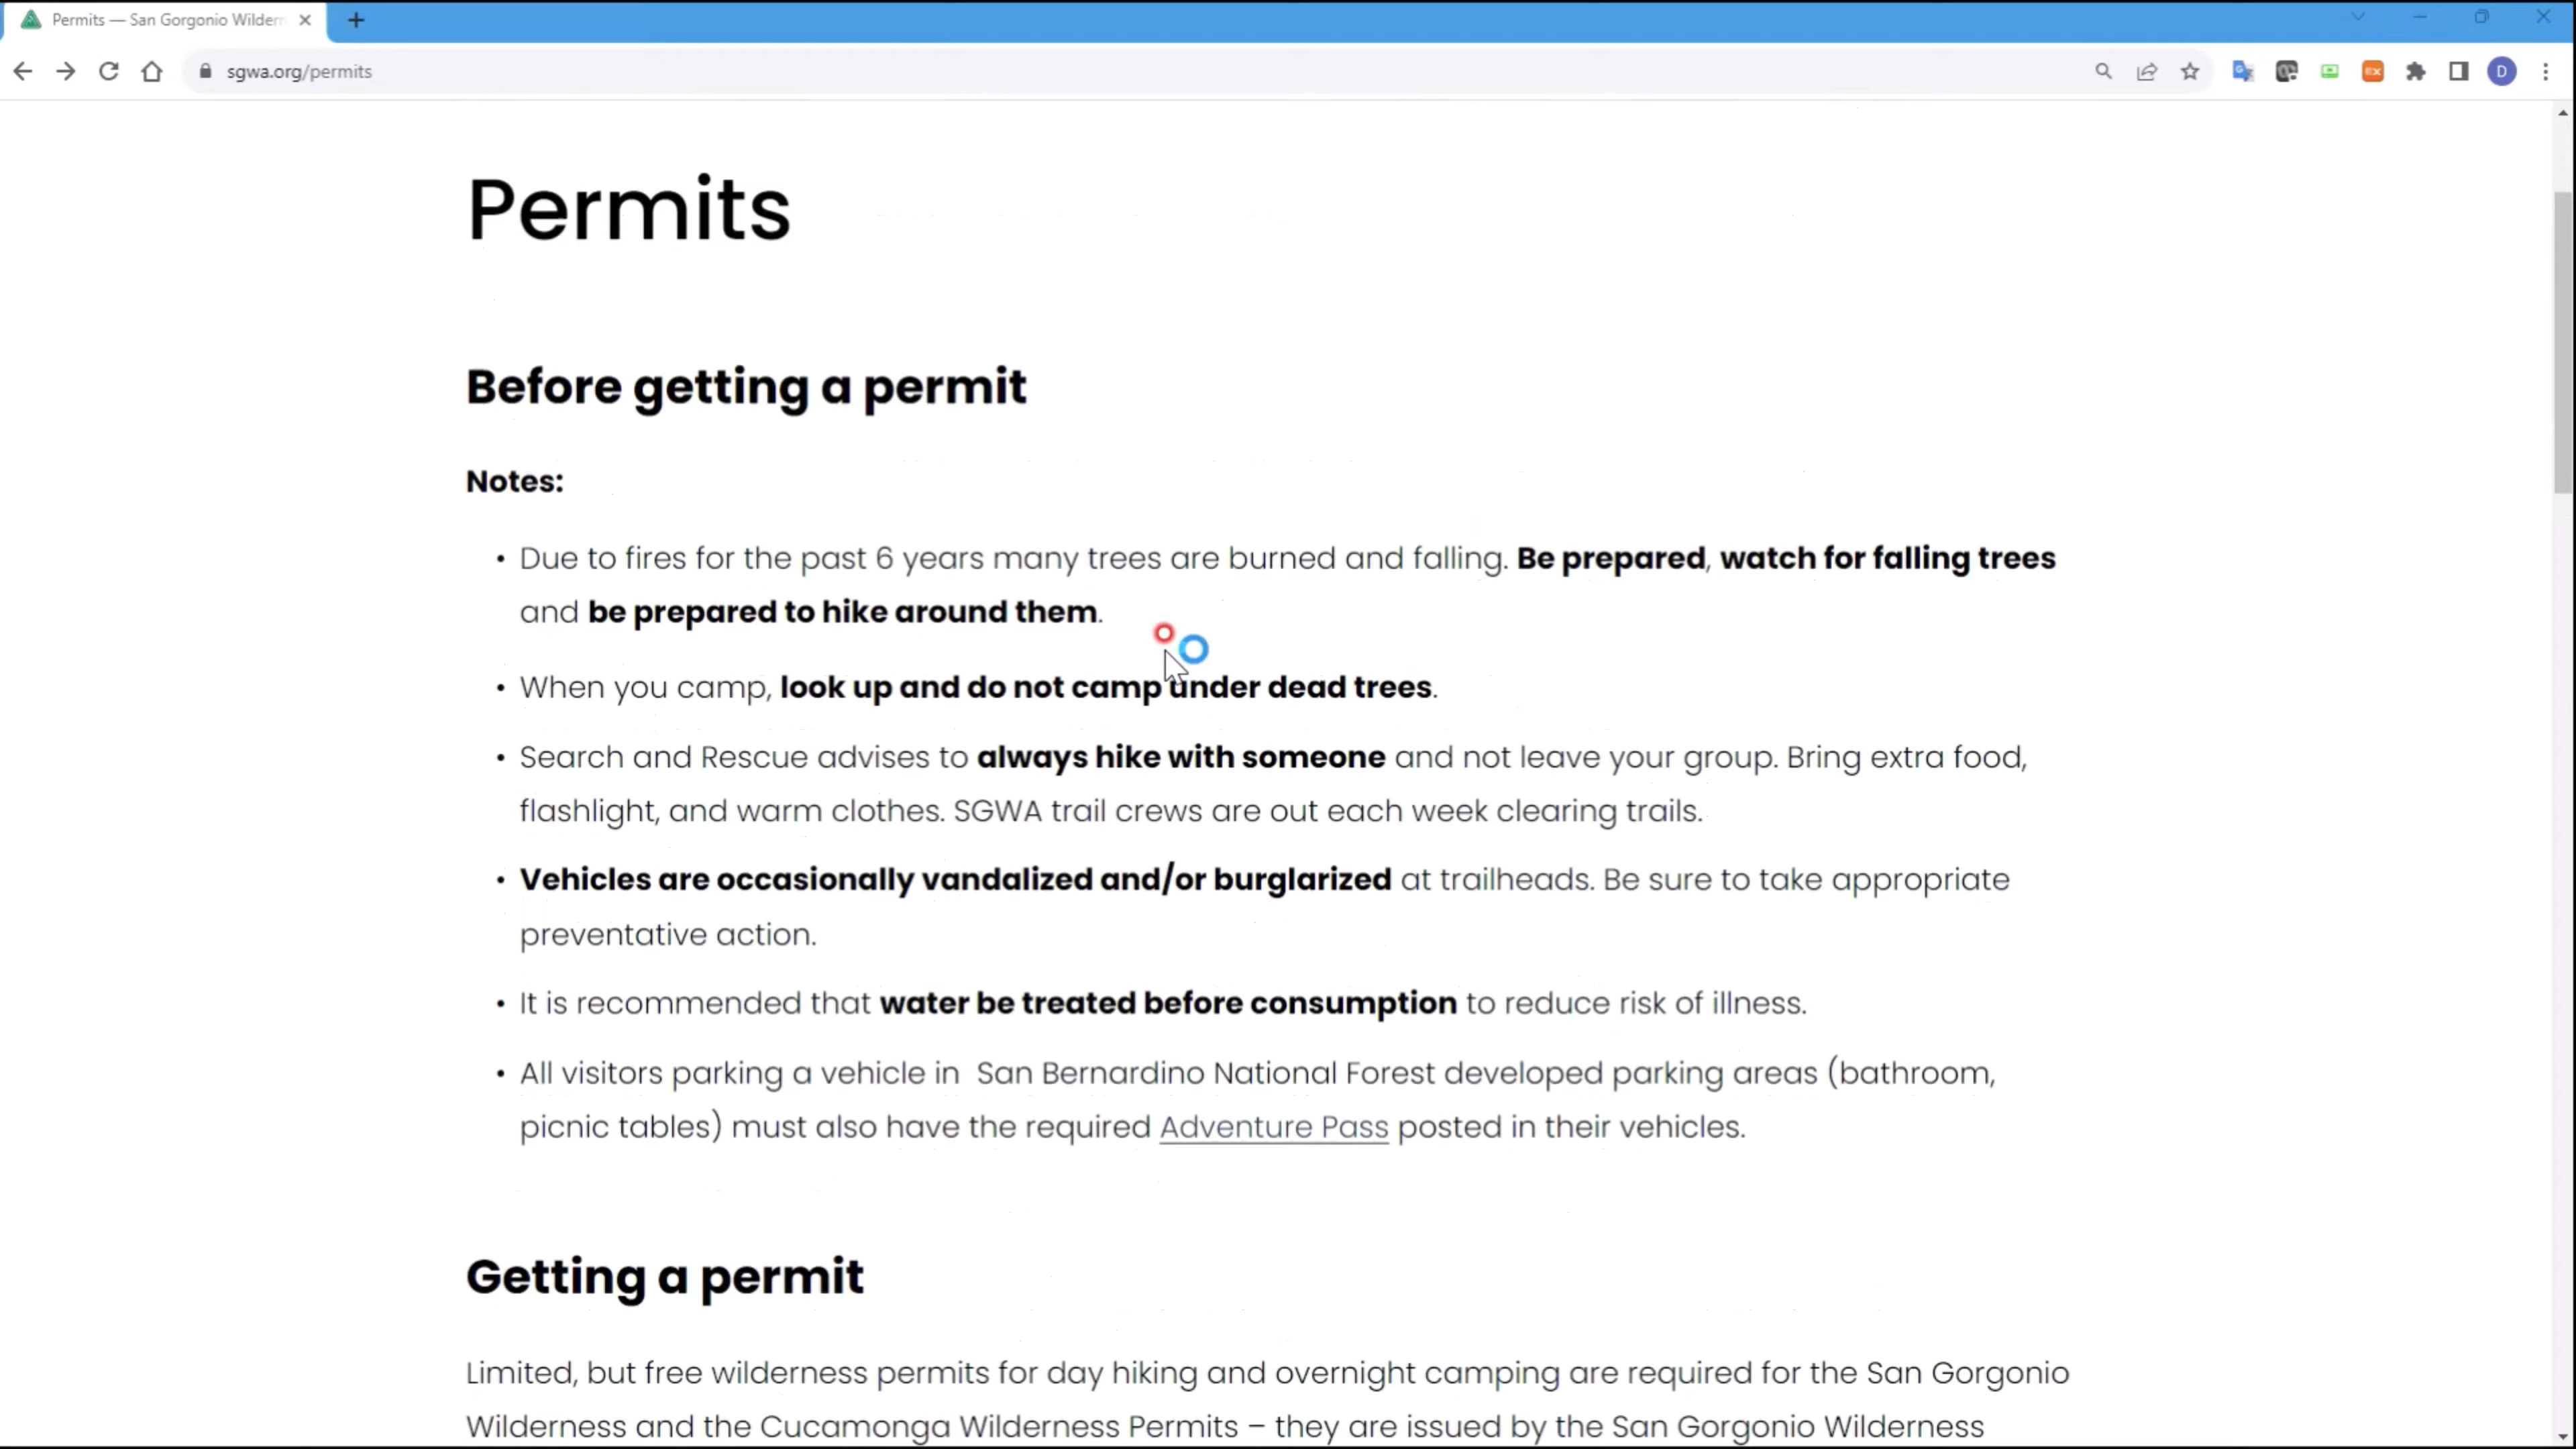 Permits — San Gorgonio Wildern
sgwa.org/permits
EX
D
Permits
Before getting a permit
Notes:
• Due to fires for the past 6 years many trees are burned and falling. Be prepared, watch for falling trees
and be prepared to hike around them.
• When you camp, look up and do not camp under dead trees.
• Search and Rescue advises to always hike with someone and not leave your group. Bring extra food,
flashlight, and warm clothes. SGWA trail crews are out each week clearing trails.
• Vehicles are occasionally vandalized and/or burglarized at trailheads. Be sure to take appropriate
preventative action.
• It is recommended that water be treated before consumption to reduce risk of illness.
• All visitors parking a vehicle in  San Bernardino National Forest developed parking areas (bathroom,
picnic tables) must also have the required Adventure Pass posted in their vehicles.
Getting a permit
Limited, but free wilderness permits for day hiking and overnight camping are required for the San Gorgonio
Wilderness and the Cucamonga Wilderness Permits – they are issued by the San Gorgonio Wilderness